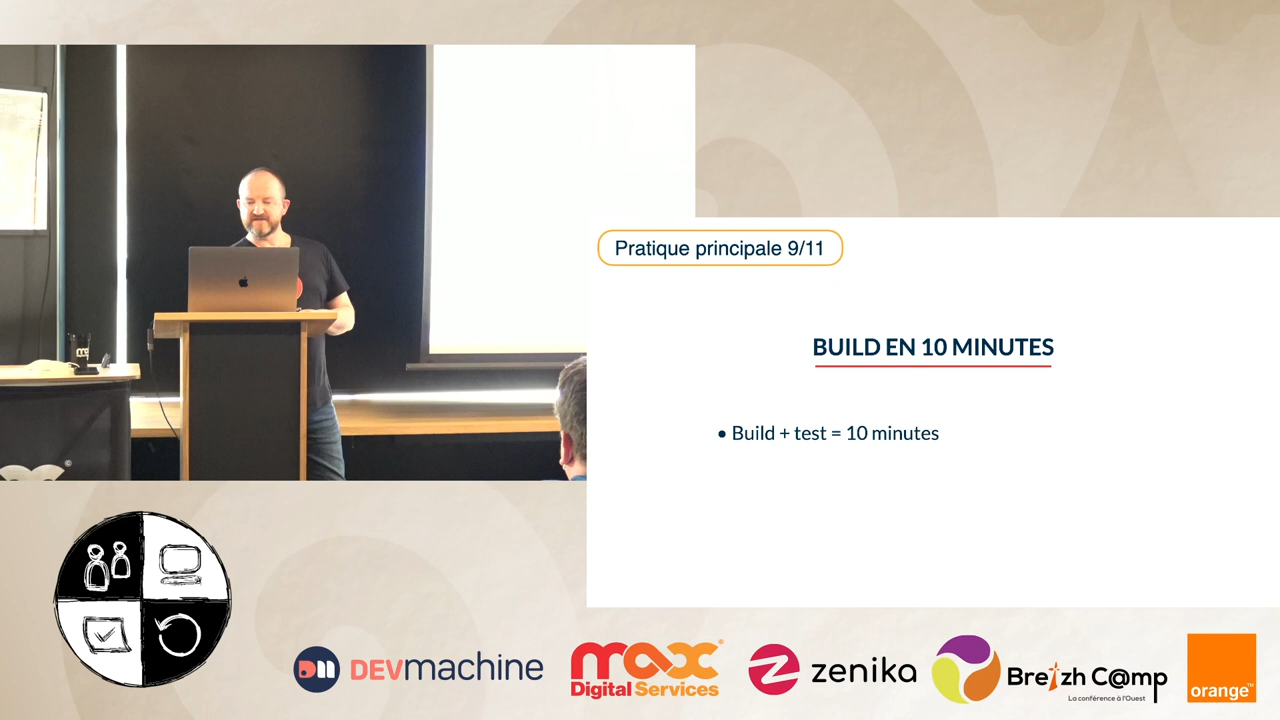 Pratique principale 9/11
BUILD EN 10 MINUTES
• Build + test = 10 minutes
DEVmachine
max
Digital Services
zenika
Breizh C@mp
La conférence à l'Ouest
orange™